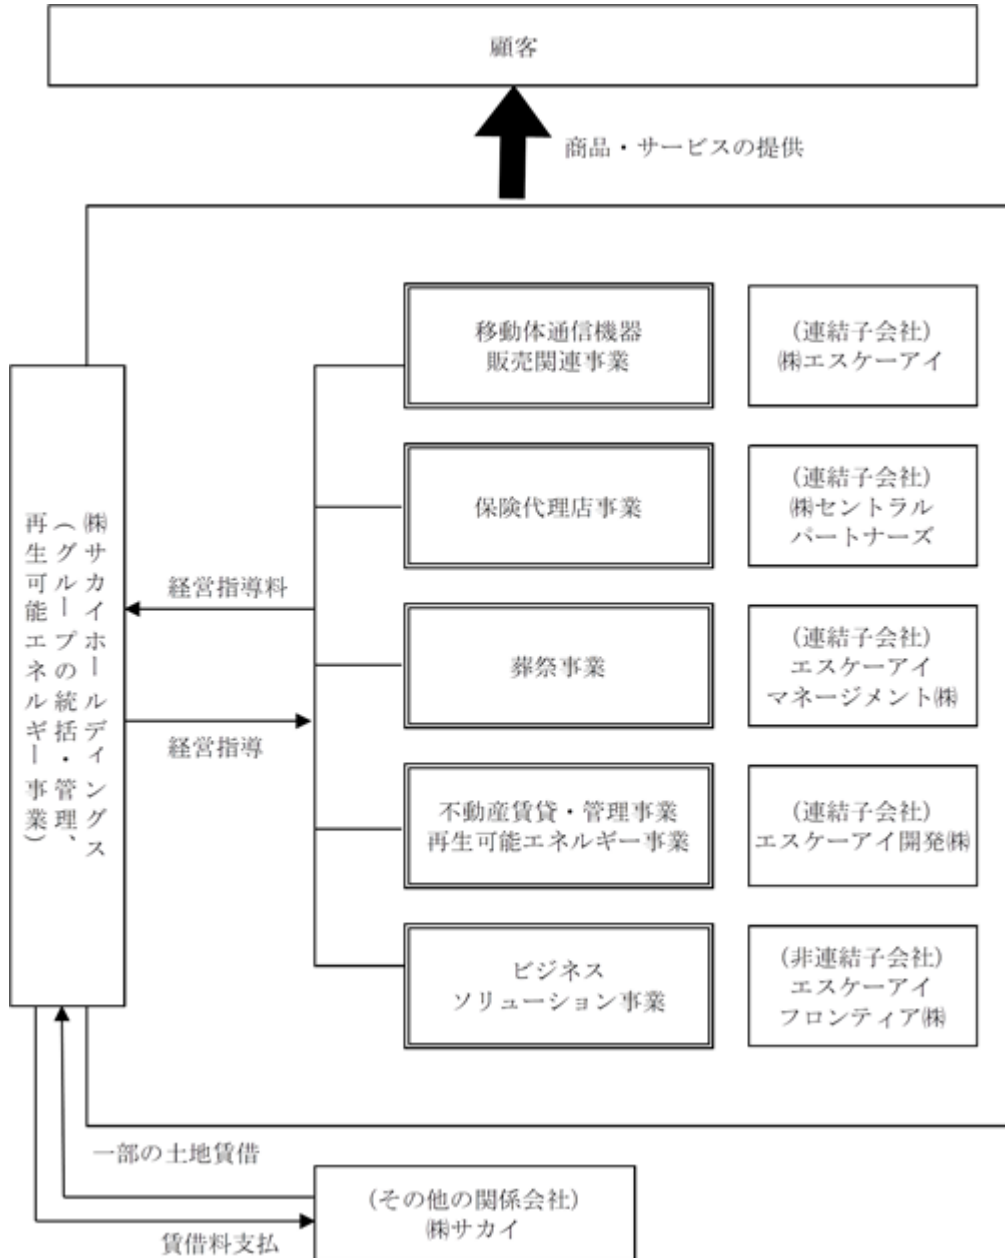 顧客
商品・サービスの提供
移動体通信機器
販売関連事業
(連結子会社)
㈱エスケーアイ
保険代理店事業
(連結子会社)
㈱セントラル
パートナーズ
㈱サカイホールディングス
(グループの統括・管理、
再生可能エネルギー事業)
経営指導料
経営指導
葬祭事業
(連結子会社)
エスケーアイ
マネージメント㈱
不動産賃貸・管理事業
再生可能エネルギー事業
(連結子会社)
エスケーアイ開発㈱
ビジネス
ソリューション事業
(非連結子会社)
エスケーアイ
フロンティア㈱
一部の土地賃借
賃借料支払
(その他の関係会社)
㈱サカイ